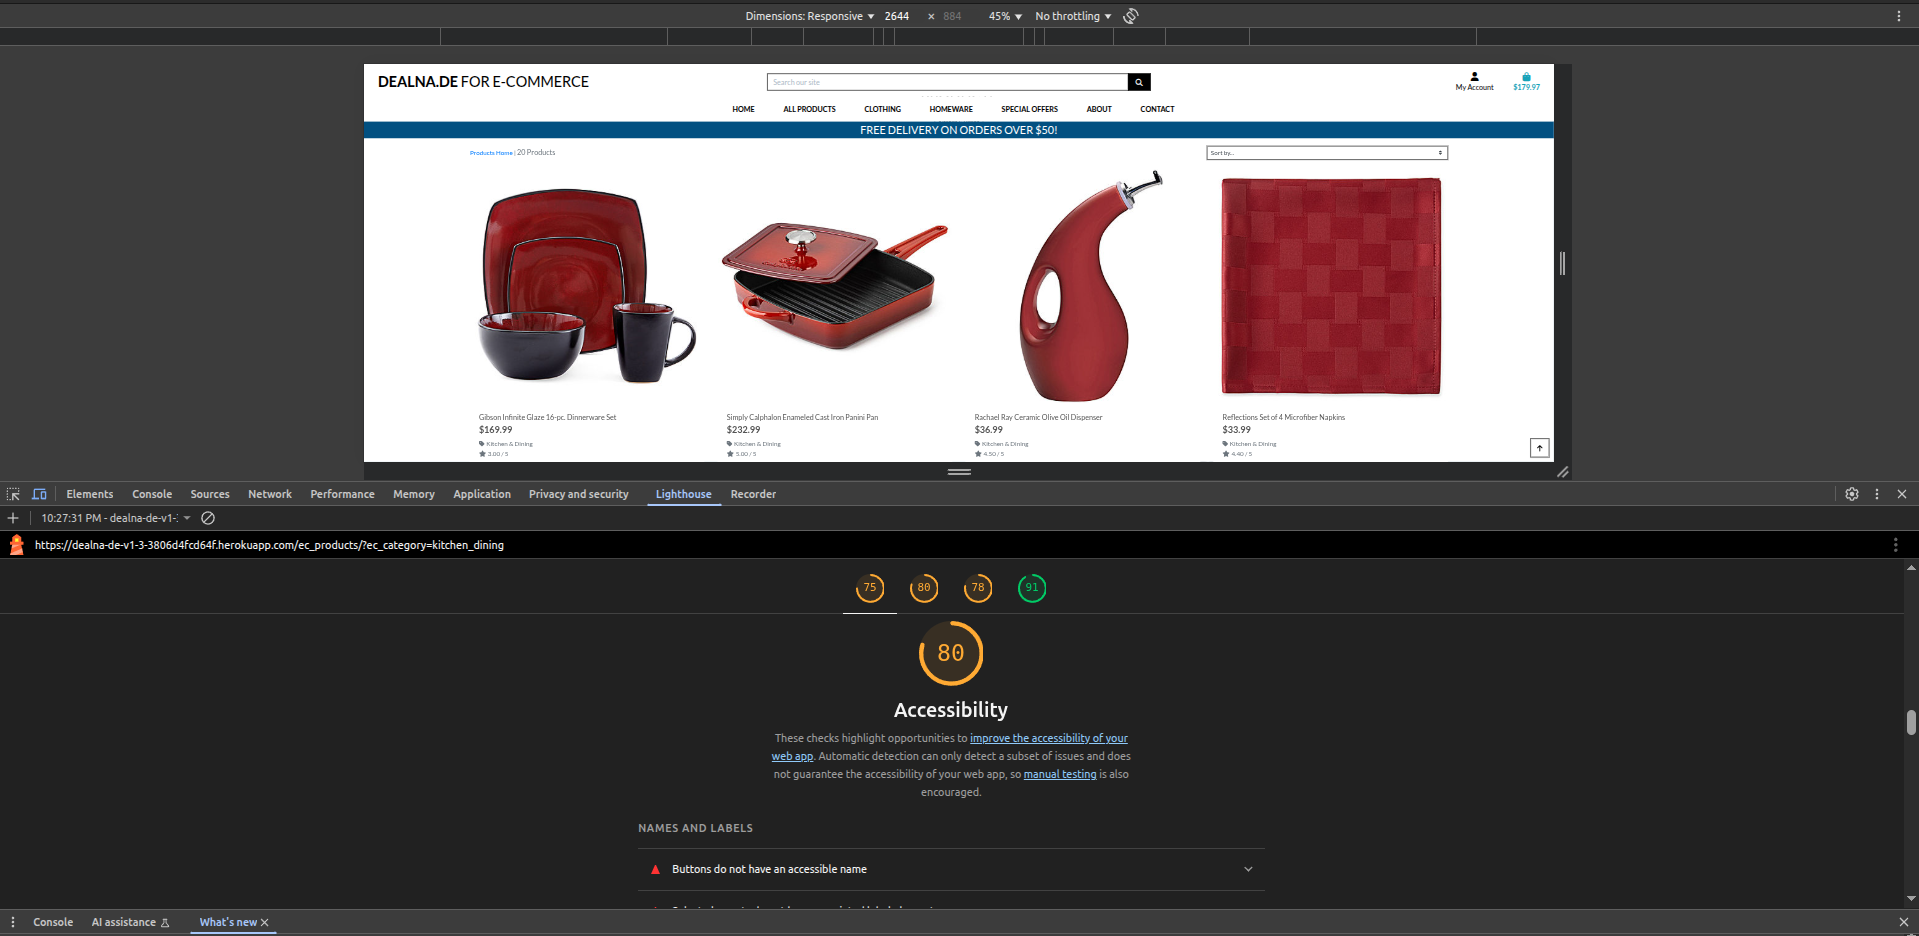 Dimensions: Responsive ▼ 2644 × 884 45% ▼ No throttling ▼
DEALNA.DE FOR E-COMMERCE
Search our site
My Account
$179.97
HOME ALL PRODUCTS CLOTHING HOMEWARE SPECIAL OFFERS ABOUT CONTACT
FREE DELIVERY ON ORDERS OVER $50!
Products Home | 20 Products
Sort by...
Gibson Infinite Glaze 16-pc. Dinnerware Set
$169.99
Kitchen & Dining
3.00 / 5
Simply Calphalon Enameled Cast Iron Panini Pan
$232.99
Kitchen & Dining
5.00 / 5
Rachael Ray Ceramic Olive Oil Dispenser
$36.99
Kitchen & Dining
4.50 / 5
Reflections Set of 4 Microfiber Napkins
$33.99
Kitchen & Dining
4.40 / 5
Elements Console Sources Network Performance Memory Application Privacy and security Lighthouse Recorder
10:27:31 PM - dealna-de-v1-
https://dealna-de-v1-3-3806d4fcd64f.herokuapp.com/ec_products/?ec_category=kitchen_dining
75 80 78 91
80
Accessibility
These checks highlight opportunities to improve the accessibility of your
web app. Automatic detection can only detect a subset of issues and does
not guarantee the accessibility of your web app, so manual testing is also
encouraged.
NAMES AND LABELS
Buttons do not have an accessible name
Console AI assistance What's new